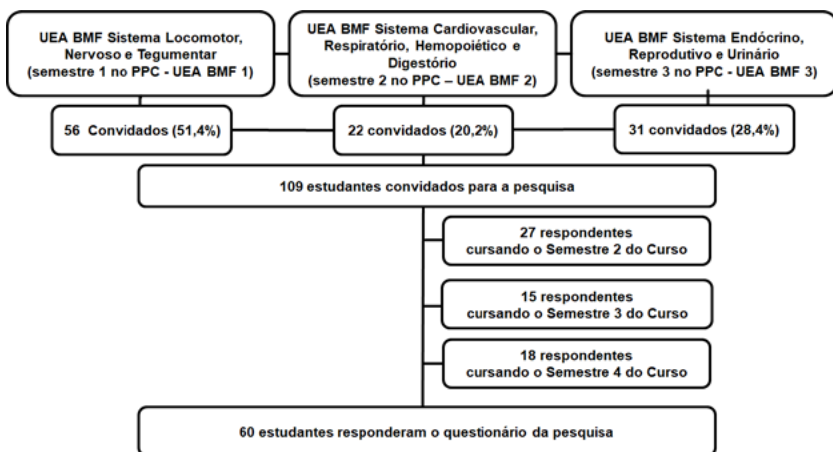 UEA BMF Sistema Locomotor,
Nervoso e Tegumentar
(semestre 1 no PPC - UEA BMF 1)
UEA BMF Sistema Cardiovascular,
Respiratório, Hemopoiético e
Digestório
(semestre 2 no PPC – UEA BMF 2)
UEA BMF Sistema Endócrino,
Reprodutivo e Urinário
(semestre 3 no PPC - UEA BMF 3)
56 Convidados (51,4%)
22 convidados (20,2%)
31 convidados (28,4%)
109 estudantes convidados para a pesquisa
27 respondentes
cursando o Semestre 2 do Curso
15 respondentes
cursando o Semestre 3 do Curso
18 respondentes
cursando o Semestre 4 do Curso
60 estudantes responderam o questionário da pesquisa